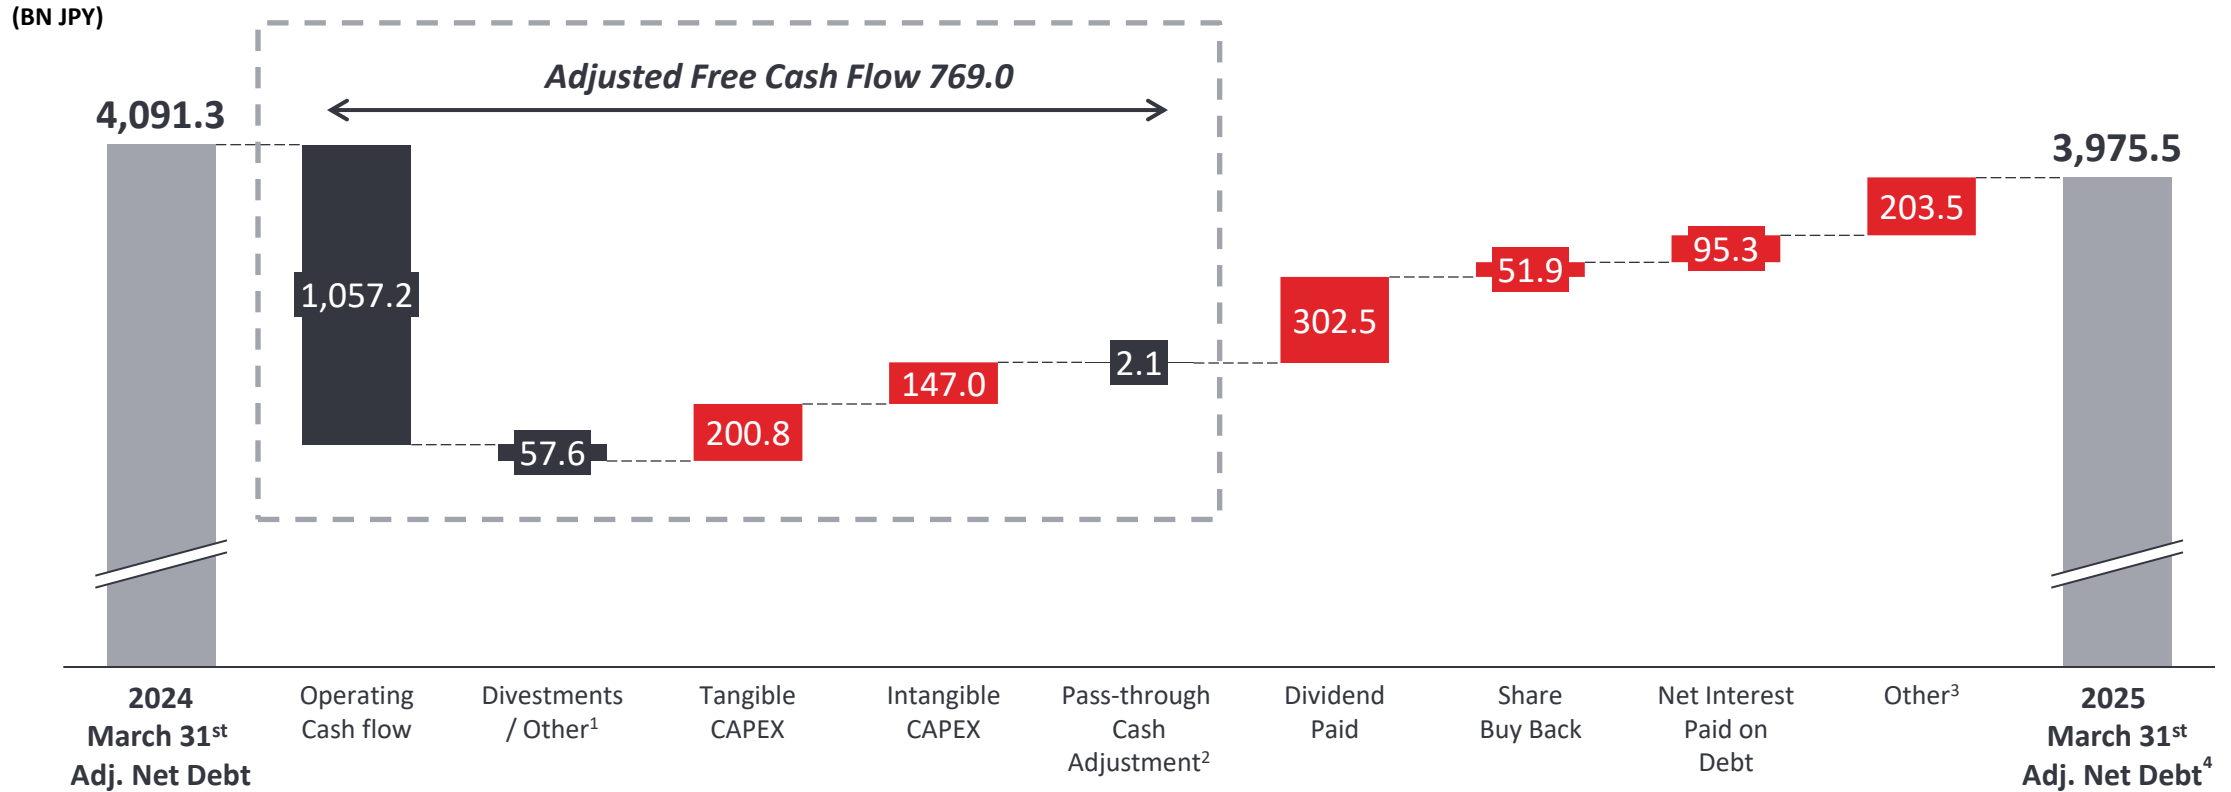 (BN JPY)
Adjusted Free Cash Flow 769.0
4,091.3
1,057.2
57.6
200.8
147.0
2.1
302.5
51.9
95.3
203.5
3,975.5
2024
March 31st
Adj. Net Debt
Operating
Cash flow
Divestments
/ Other1
Tangible
CAPEX
Intangible
CAPEX
Pass-through
Cash
Adjustment2
Dividend
Paid
Share
Buy Back
Net Interest
Paid on
Debt
Other3
2025
March 31st
Adj. Net Debt4